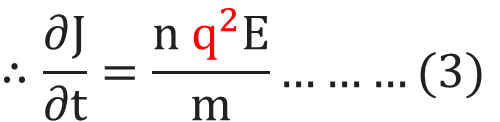 ∴ ∂J/∂t = n q²E/m … … … (3)